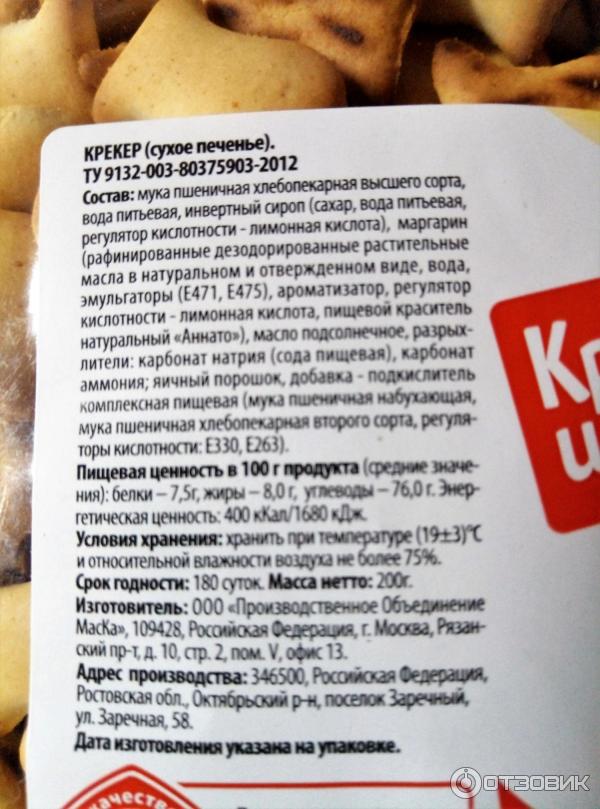 КРЕКЕР (сухое печенье).
ТУ 9132-003-80375903-2012
Состав: мука пшеничная хлебопекарная высшего сорта,
вода питьевая, инвертный сироп (сахар, вода питьевая,
регулятор кислотности - лимонная кислота), маргарин
(рафинированные дезодорированные растительные
масла в натуральном и отвержденном виде, вода,
эмульгаторы (Е471, Е475), ароматизатор, регулятор
кислотности - лимонная кислота, пищевой краситель
натуральный «Аннато»), масло подсолнечное, разрых-
лители: карбонат натрия (сода пищевая), карбонат
аммония; яичный порошок, добавка - подкислитель
комплексная пищевая (мука пшеничная набухающая,
мука пшеничная хлебопекарная второго сорта, регуля-
торы кислотности: Е330, Е263).
Пищевая ценность в 100 г продукта (средние значе-
ния): белки – 7,5г, жиры – 8,0 г, углеводы – 76,0 г. Энер-
гетическая ценность: 400 кКал/1680 кДж.
Условия хранения: хранить при температуре (19±3)°С
и относительной влажности воздуха не более 75%.
Срок годности: 180 суток. Масса нетто: 200г.
Изготовитель: ООО «Производственное Объединение
МасКа», 109428, Российская Федерация, г. Москва, Рязан-
ский пр-т, д. 10, стр. 2, пом. V, офис 13.
Адрес производства: 346500, Российская Федерация,
Ростовская обл., Октябрьский р-н, поселок Заречный,
ул. Заречная, 58.
Дата изготовления указана на упаковке.
качество
ОТЗОВИК